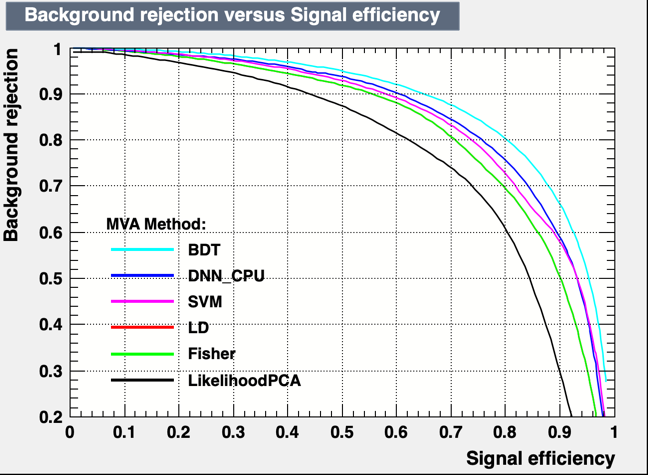 Background rejection versus Signal efficiency
Background rejection
1
0.9
0.8
0.7
0.6
0.5
0.4
0.3
0.2
MVA Method:
BDT
DNN_CPU
SVM
LD
Fisher
LikelihoodPCA
0 0.1 0.2 0.3 0.4 0.5 0.6 0.7 0.8 0.9 1
Signal efficiency